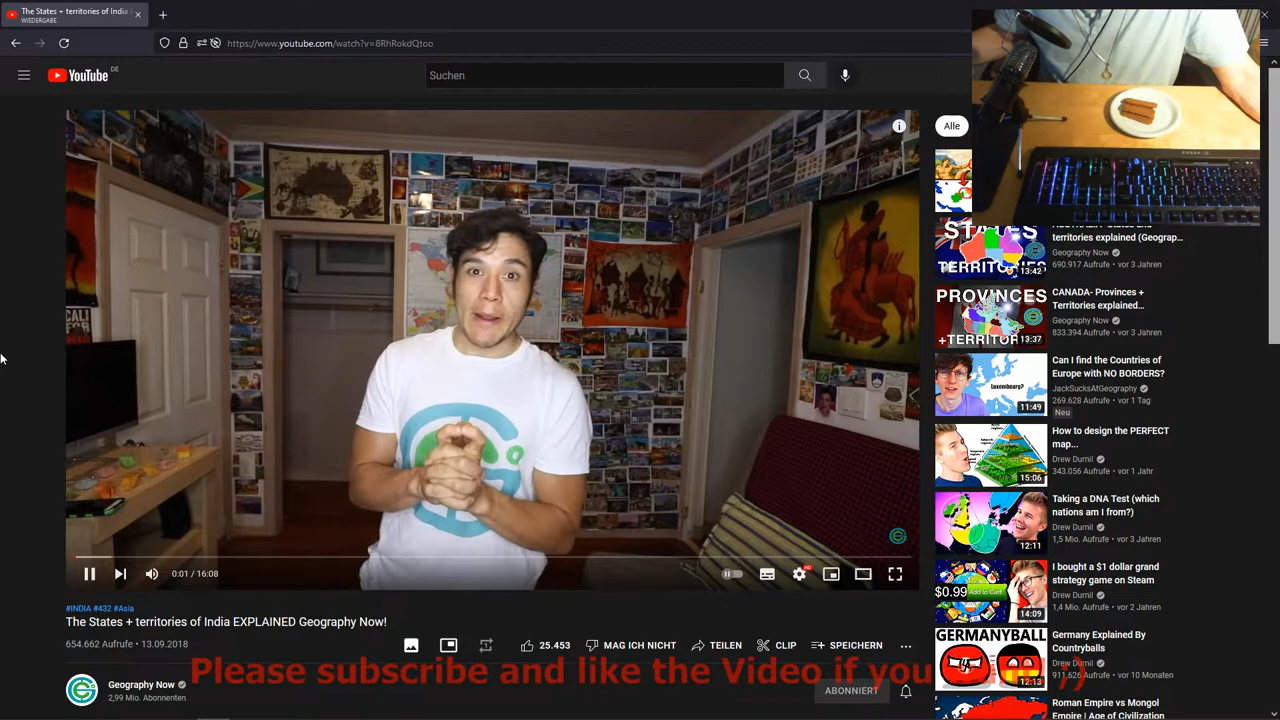 The States + territories of India
WIEDERGABE
https://www.youtube.com/watch?v=8RhRokdQtoo
YouTube DE
Suchen
Alle
CALI
0:01 / 16:08
HD
#INDIA #432 #Asia
The States + territories of India EXPLAINED Geography Now!
654.662 Aufrufe • 13.09.2018
25.453
MAG ICH NICHT
TEILEN
CLIP
SPEICHERN
Please subscribe and like the Video if you
Geography Now
2,99 Mio. Abonnenten
ABONNIERT
STATES
TERRITORIES
13:42
territories explained (Geograp...
Geography Now
690.917 Aufrufe • vor 3 Jahren
PROVINCES
+TERRITOR
13:37
CANADA- Provinces +
Territories explained...
Geography Now
833.394 Aufrufe • vor 3 Jahren
Luxembourg?
11:49
Can I find the Countries of
Europe with NO BORDERS?
JackSucksAtGeography
269.628 Aufrufe • vor 1 Tag
Neu
15:06
How to design the PERFECT
map...
Drew Durnil
343.056 Aufrufe • vor 1 Jahr
12:11
Taking a DNA Test (which
nations am I from?)
Drew Durnil
1,5 Mio. Aufrufe • vor 3 Jahren
$0.99
Add to Cart
14:09
I bought a $1 dollar grand
strategy game on Steam
Drew Durnil
1,4 Mio. Aufrufe • vor 2 Jahren
GERMANYBALL
12:13
Germany Explained By
Countryballs
Drew Durnil
911.626 Aufrufe • vor 10 Monaten
Roman Empire vs Mongol
Empire | Age of Civilization